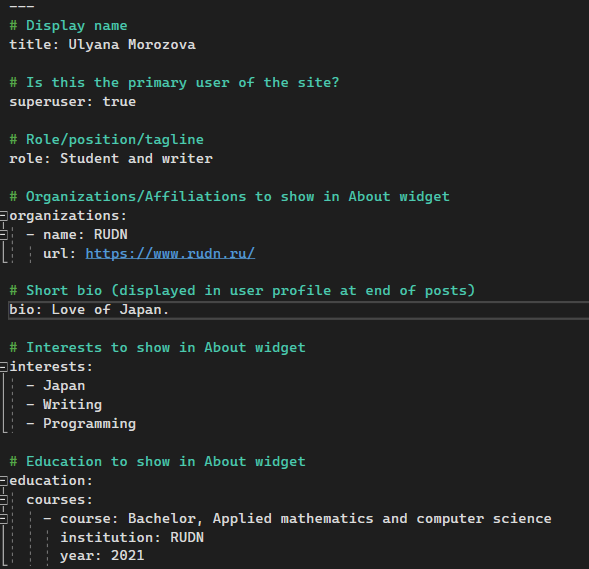 ---
# Display name
title: Ulyana Morozova
# Is this the primary user of the site?
superuser: true
# Role/position/tagline
role: Student and writer
# Organizations/Affiliations to show in About widget
organizations:
- name: RUDN
url: https://www.rudn.ru/
# Short bio (displayed in user profile at end of posts)
bio: Love of Japan.
# Interests to show in About widget
interests:
- Japan
- Writing
- Programming
# Education to show in About widget
education:
courses:
- course: Bachelor, Applied mathematics and computer science
institution: RUDN
year: 2021